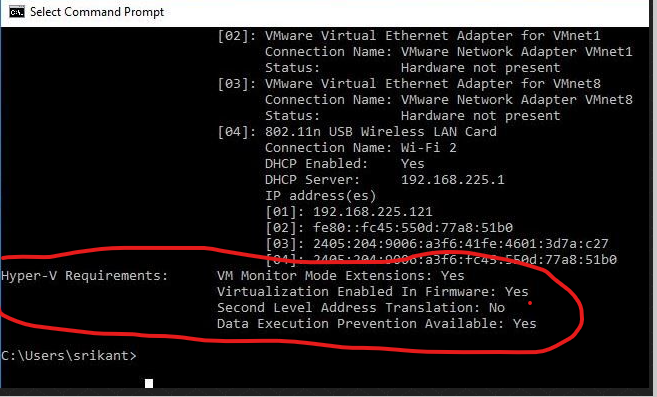 Select Command Prompt
[02]: VMware Virtual Ethernet Adapter for VMnet1
Connection Name: VMware Network Adapter VMnet1
Status: Hardware not present
[03]: VMware Virtual Ethernet Adapter for VMnet8
Connection Name: VMware Network Adapter VMnet8
Status: Hardware not present
[04]: 802.11n USB Wireless LAN Card
Connection Name: Wi-Fi 2
DHCP Enabled: Yes
DHCP Server: 192.168.225.1
IP address(es)
[01]: 192.168.225.121
[02]: fe80::fc45:550d:77a8:51b0
[03]: 2405:204:9006:a3f6:41fe:4601:3d7a:c27
[04]: 2405:204:9006:a3f6:fc45:550d:77a8:51b0
Hyper-V Requirements: VM Monitor Mode Extensions: Yes
Virtualization Enabled In Firmware: Yes
Second Level Address Translation: No
Data Execution Prevention Available: Yes
C:\Users\srikant>